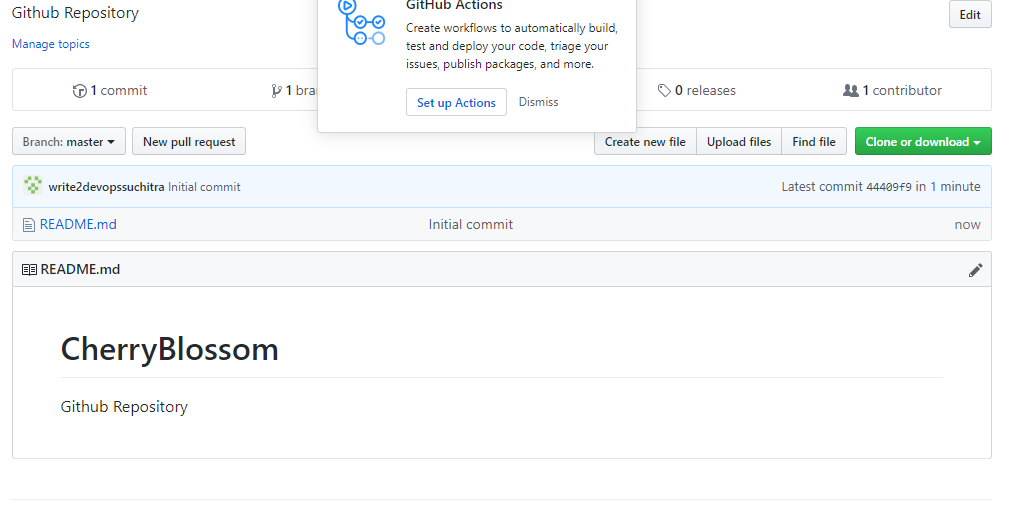 Github Repository
GitHub Actions
Edit
Create workflows to automatically build,
test and deploy your code, triage your
issues, publish packages, and more.
Set up Actions Dismiss
Manage topics
1 commit
1 bra
0 releases
1 contributor
Branch: master New pull request Create new file Upload files Find file Clone or download
write2devopssuchitra Initial commit Latest commit 44409f9 in 1 minute
README.md Initial commit now
README.md
CherryBlossom
Github Repository